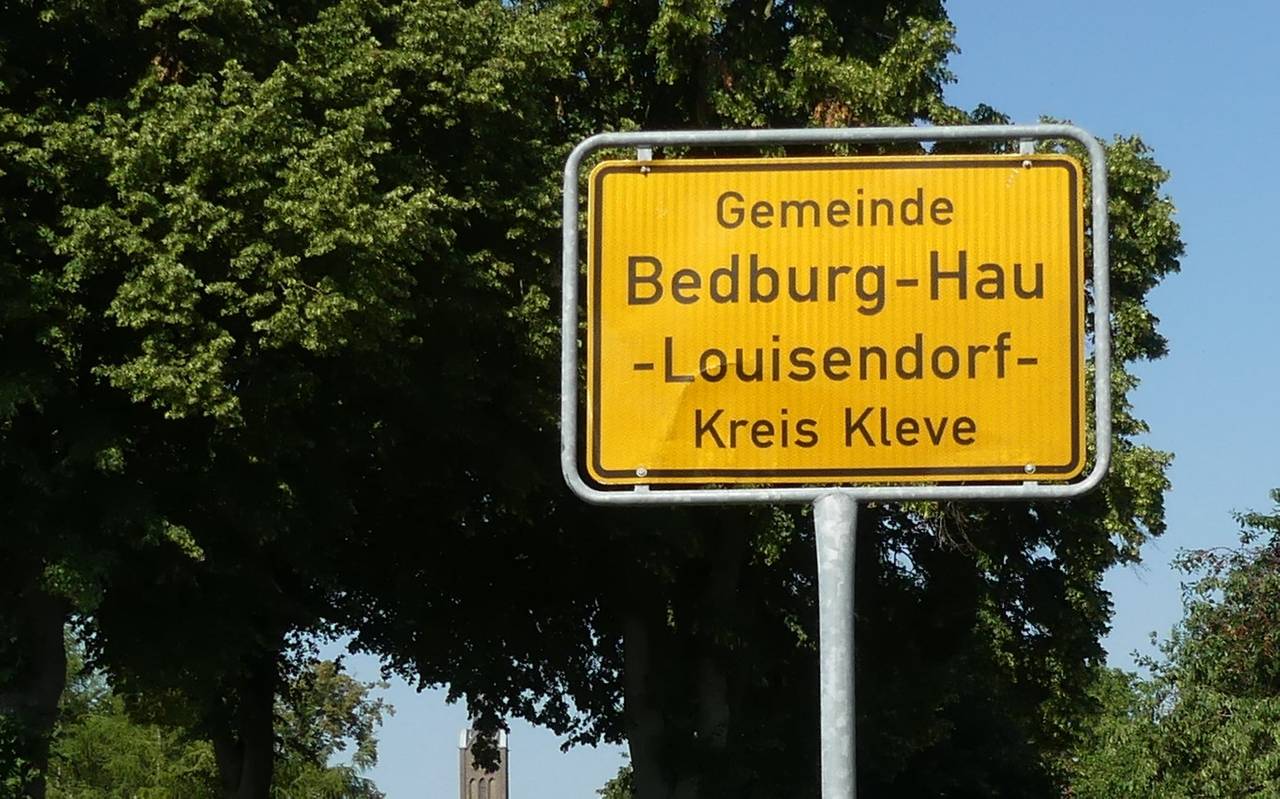 Gemeinde
Bedburg-Hau
-Louisendorf-
Kreis Kleve